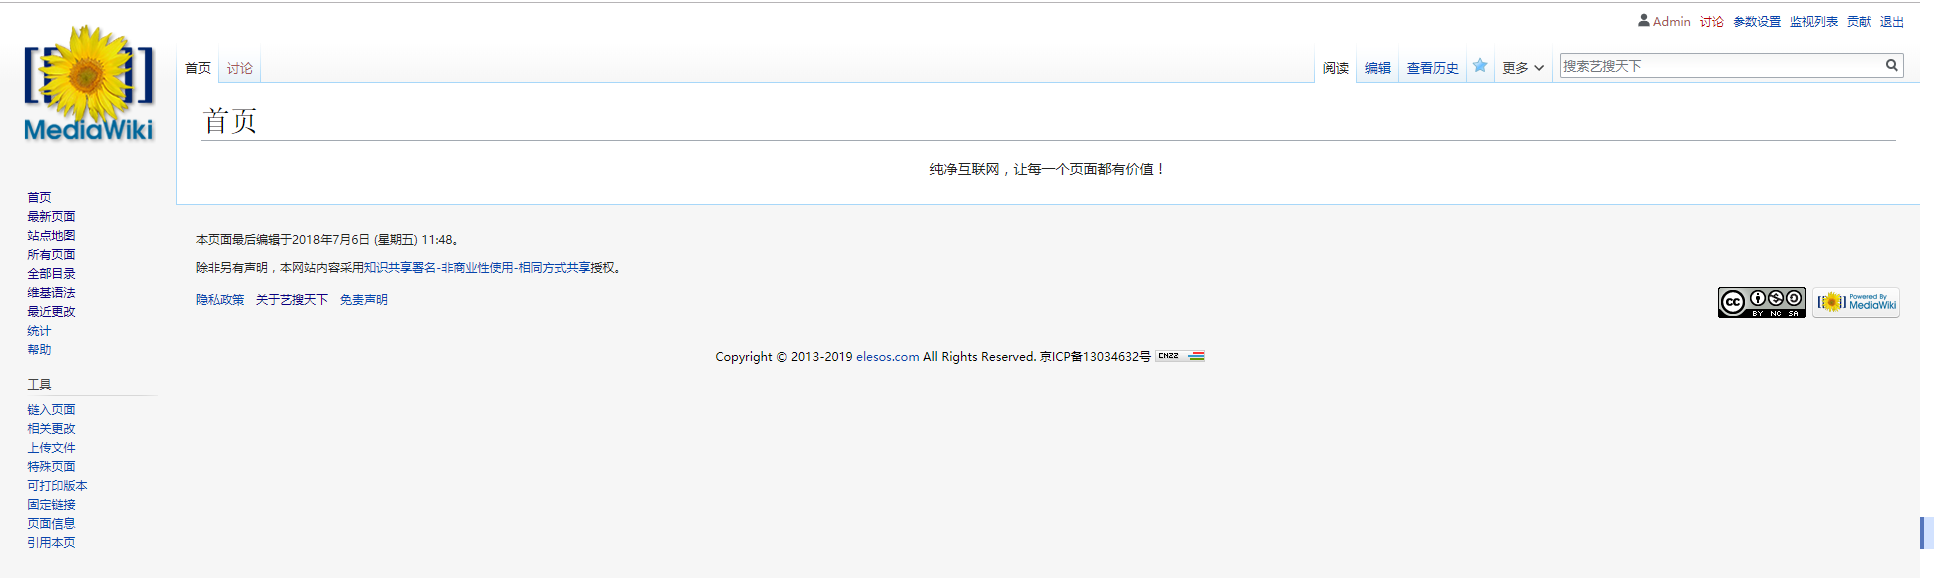 Admin 讨论 参数设置 监视列表 贡献 退出
MediaWiki
首页 讨论 阅读 编辑 查看历史 更多 搜索艺搜天下
首页
纯净互联网，让每一个页面都有价值！
首页
最新页面
站点地图
所有页面
全部目录
维基语法
最近更改
统计
帮助
工具
链入页面
相关更改
上传文件
特殊页面
可打印版本
固定链接
页面信息
引用本页
本页面最后编辑于2018年7月6日 (星期五) 11:48。
除非另有声明，本网站内容采用知识共享署名-非商业性使用-相同方式共享授权。
隐私政策 关于艺搜天下 免责声明
cc BY NC SA
Powered By MediaWiki
Copyright © 2013-2019 elesos.com All Rights Reserved. 京ICP备13034632号 CNZZ